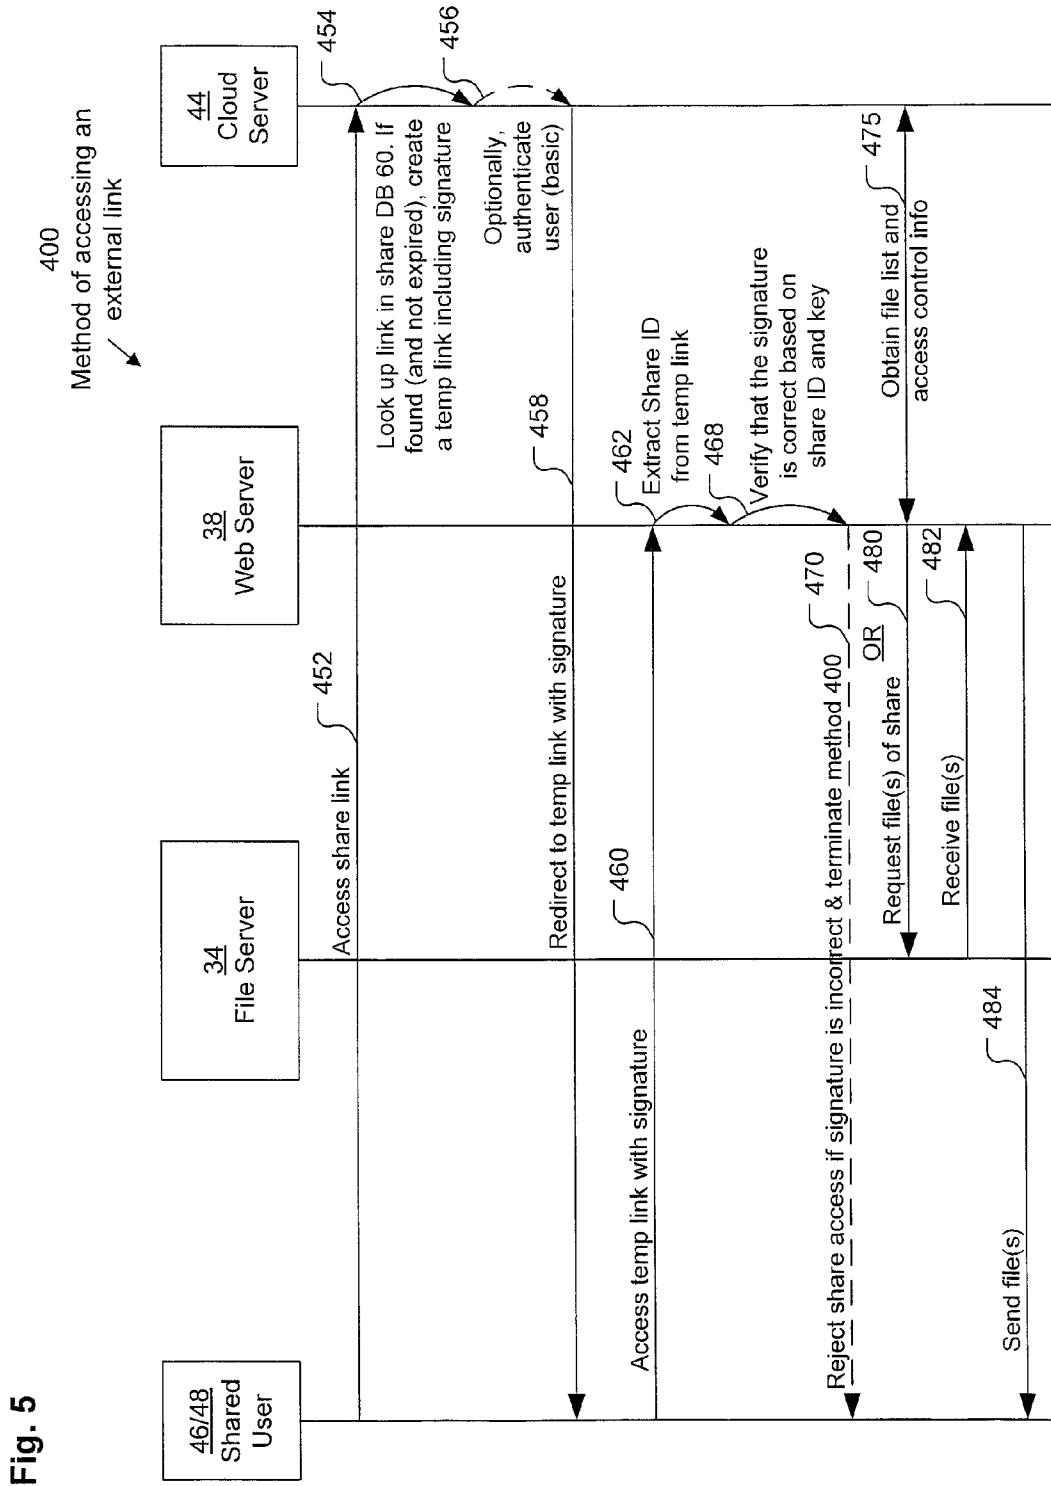 Fig. 5
400
Method of accessing an
external link
46/48
Shared
User
34
File Server
38
Web Server
44
Cloud
Server
Access share link
452
454
Look up link in share DB 60. If
found (and not expired), create
a temp link including signature
456
Optionally,
authenticate
user (basic)
Redirect to temp link with signature
458
Access temp link with signature
460
462
Extract Share ID
from temp link
468
Verify that the signature
is correct based on
share ID and key
Reject share access if signature is incorrect & terminate method 400
470
OR
Obtain file list and
access control info
475
Request file(s) of share
480
Receive file(s)
482
Send file(s)
484